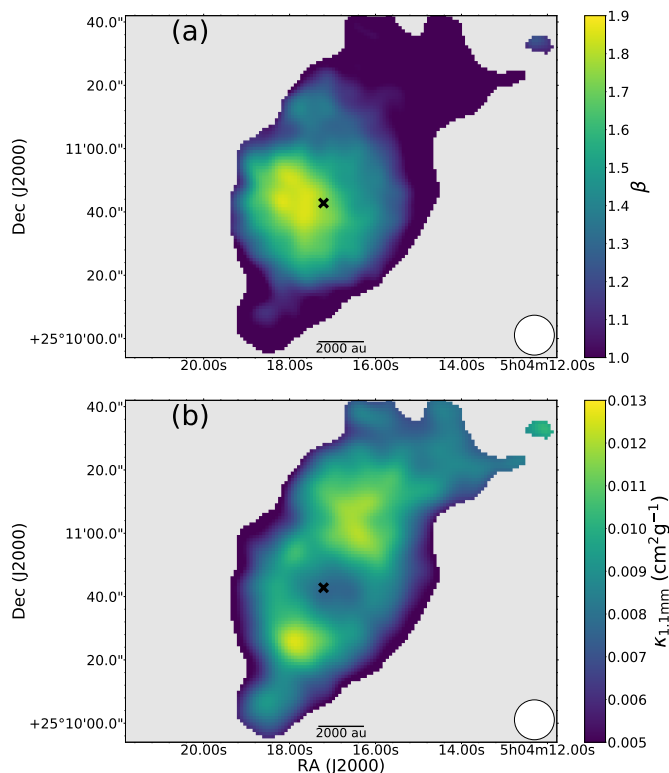 (a)
40.0"
20.0"
11'00.0"
40.0"
20.0"
+25°10'00.0"
Dec (J2000)
2000 au
20.00s 18.00s 16.00s 14.00s 5h04m12.00s
1.9
1.8
1.7
1.6
1.5
1.4
1.3
1.2
1.1
1.0
β
(b)
40.0"
20.0"
11'00.0"
40.0"
20.0"
+25°10'00.0"
Dec (J2000)
2000 au
20.00s 18.00s 16.00s 14.00s 5h04m12.00s
RA (J2000)
0.013
0.012
0.011
0.010
0.009
0.008
0.007
0.006
0.005
κ1.1mm (cm²g⁻¹)